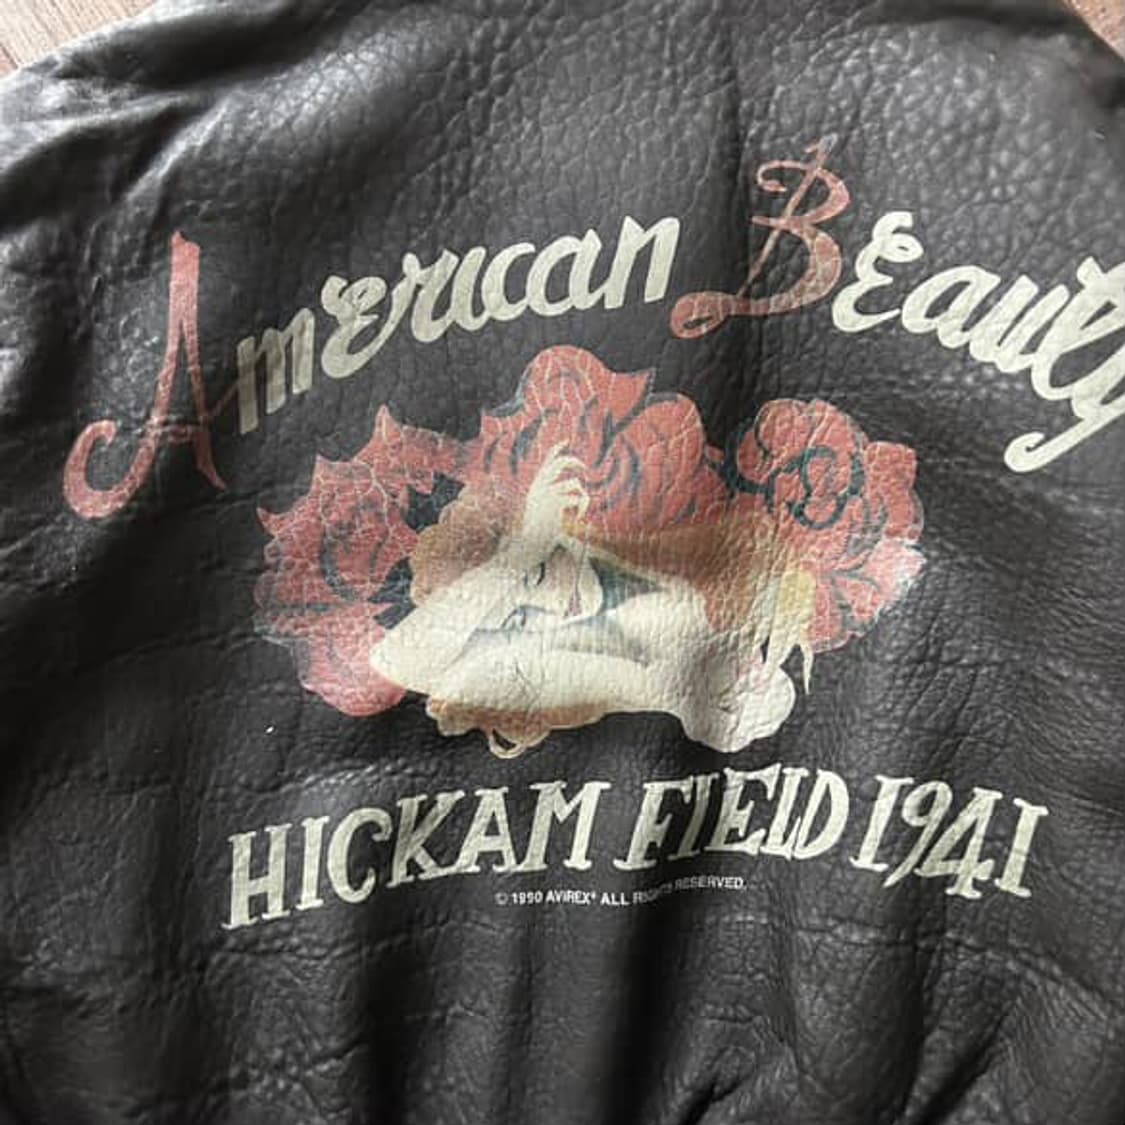 American Beauty
HICKAM FIELD 1941
© 1990 AVIREX® ALL RIGHTS RESERVED.